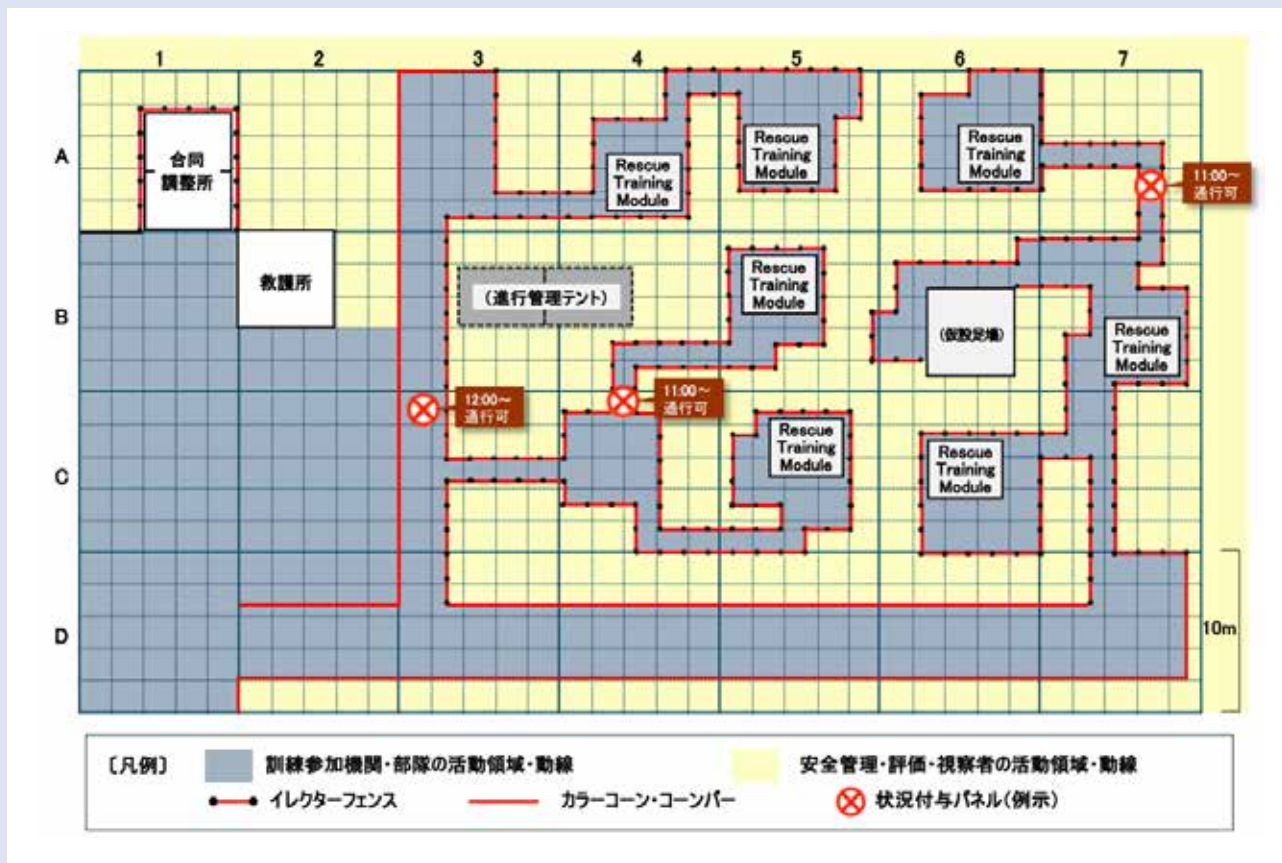 1 2 3 4 5 6 7
A
B
C
D
合同
調整所
救護所
(進行管理テント)
Rescue
Training
Module
Rescue
Training
Module
Rescue
Training
Module
11:00~
通行可
Rescue
Training
Module
(仮設足場)
Rescue
Training
Module
12:00~
通行可
11:00~
通行可
Rescue
Training
Module
Rescue
Training
Module
10m
〔凡例〕 訓練参加機関・部隊の活動領域・動線 安全管理・評価・視察者の活動領域・動線
イレクターフェンス カラーコーン・コーンバー 状況付与パネル(例示)